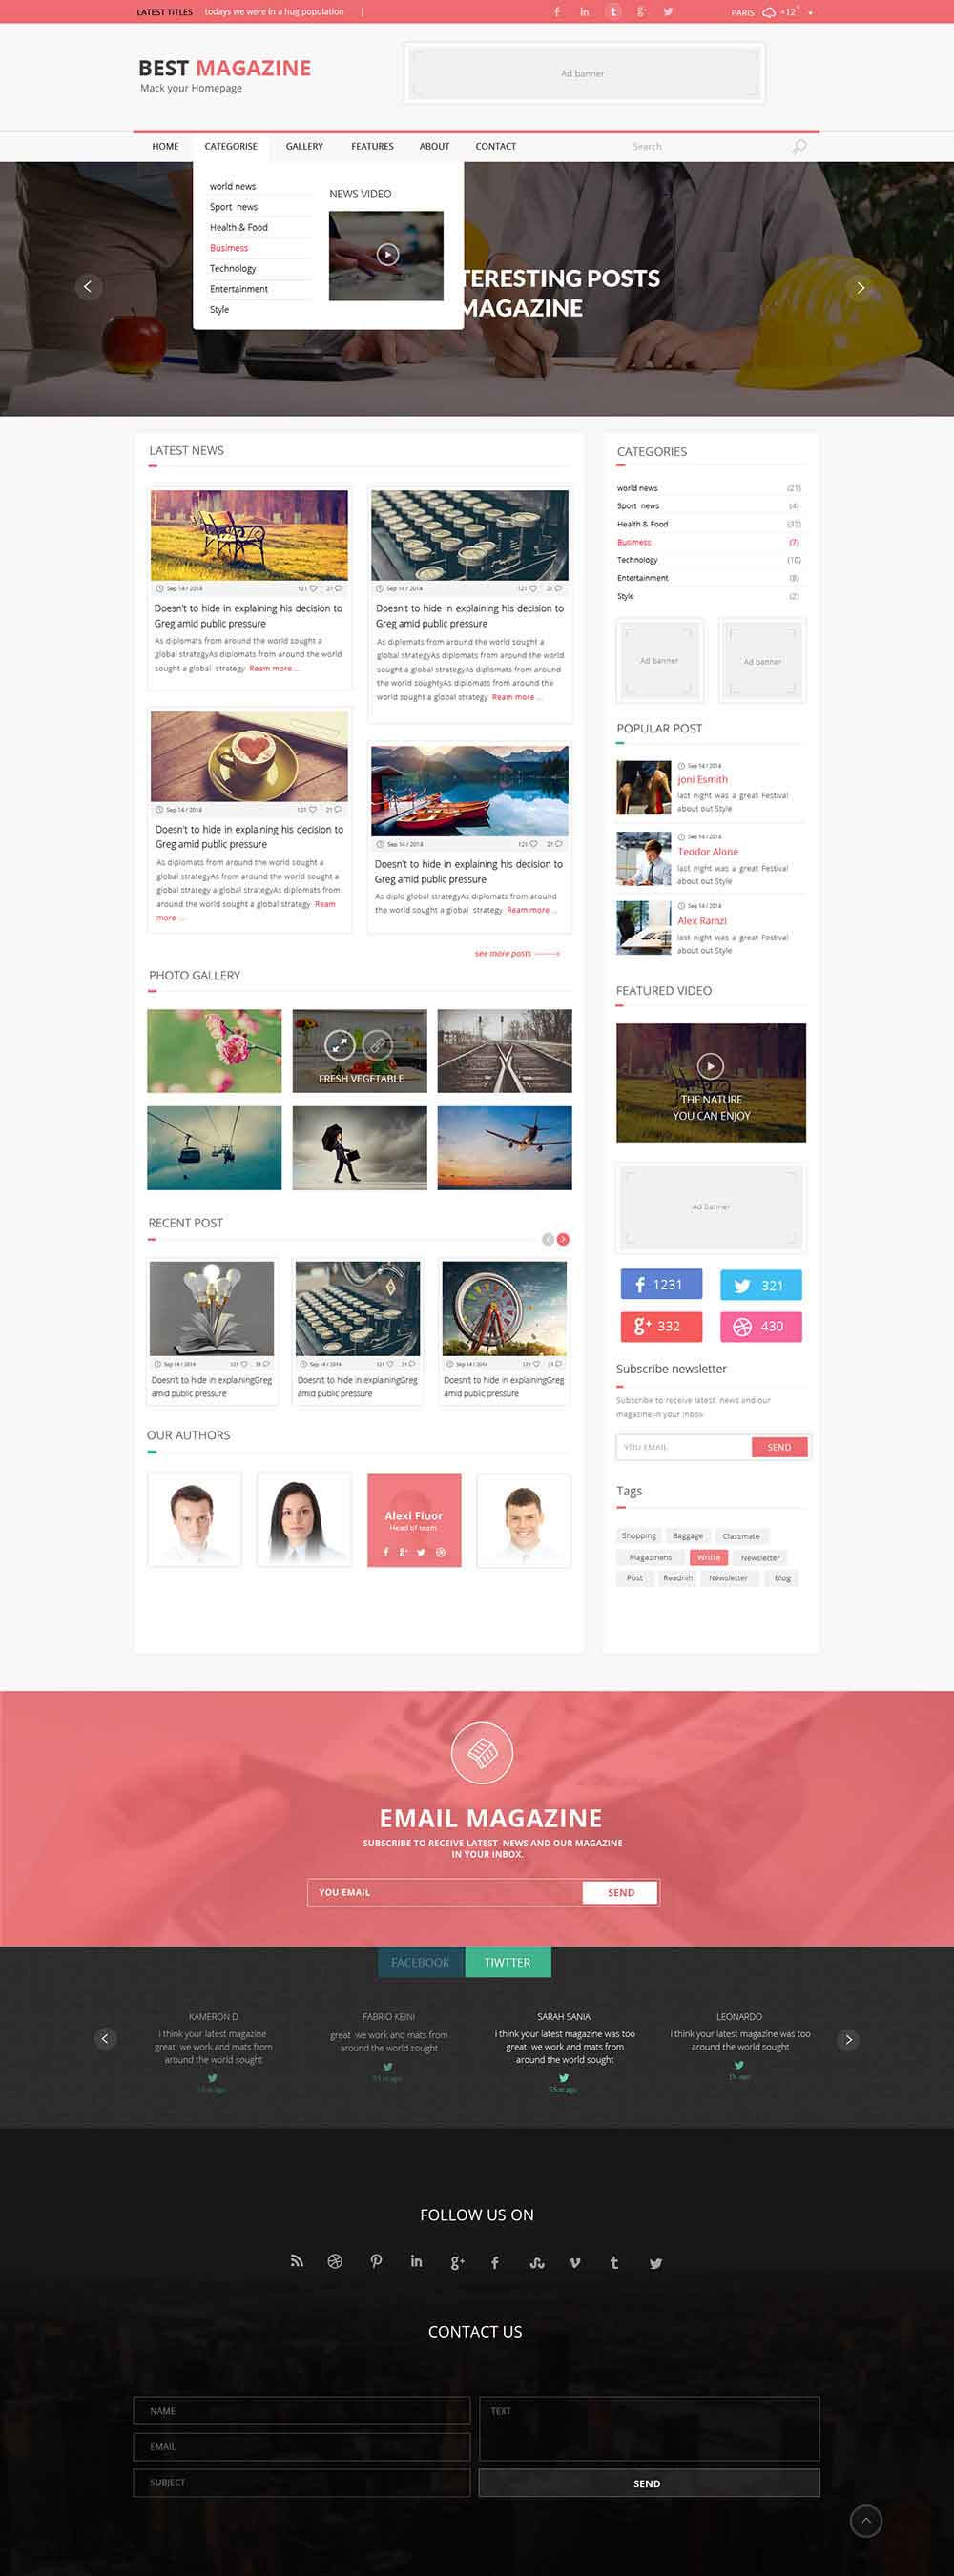 LATEST TITLES todays we were in a hug population |
PARIS +12°
BEST MAGAZINE
Mack your Homepage
Ad banner
HOME CATEGORISE GALLERY FEATURES ABOUT CONTACT Search
world news
Sport news
Health & Food
Business
Technology
Entertainment
Style
NEWS VIDEO
TERESTING POSTS
MAGAZINE
LATEST NEWS
Sep 14 / 2014 121 21
Doesn't to hide in explaining his decision to
Greg amid public pressure
As diplomats from around the world sought a
global strategyAs diplomats from around the world
sought a global strategy Ream more ...
Sep 14 / 2014 121 21
Doesn't to hide in explaining his decision to
Greg amid public pressure
As diplomats from around the world sought a
global strategyAs diplomats from around the world
sought a global strategyAs diplomats from around
the world soughtyAs diplomats from around the
world sought a global strategy Ream more ...
Sep 14 / 2014 121 21
Doesn't to hide in explaining his decision to
Greg amid public pressure
As diplomats from around the world sought a
global strategyAs from around the world sought a
global strategy a global strategyAs diplomats from
around the world sought a global strategy Ream
more ...
Sep 14 / 2014 121 21
Doesn't to hide in explaining his decision to
Greg amid public pressure
As diplo global strategyAs diplomats from around
the world sought a global strategy Ream more ...
see more posts
PHOTO GALLERY
FRESH VEGETABLE
RECENT POST
Sep 14 / 2014 121 21
Doesn't to hide in explainingGreg
amid public pressure
Sep 14 / 2014 121 21
Doesn't to hide in explainingGreg
amid public pressure
Sep 14 / 2014 121 21
Doesn't to hide in explainingGreg
amid public pressure
OUR AUTHORS
Alexi Fluor
Head of team
CATEGORIES
world news (21)
Sport news (4)
Health & Food (32)
Business (7)
Technology (10)
Entertainment (8)
Style (2)
Ad banner
Ad banner
POPULAR POST
Sep 14 / 2014
joni Esmith
last night was a great Festival
about out Style
Sep 14 / 2014
Teodor Alone
last night was a great Festival
about out Style
Sep 14 / 2014
Alex Ramzi
last night was a great Festival
about out Style
FEATURED VIDEO
THE NATURE
YOU CAN ENJOY
Ad Banner
1231 321
332 430
Subscribe newsletter
Subscribe to receive latest news and our
magazine in your inbox
YOU EMAIL SEND
Tags
Shopping Baggage Classmate
Magazinens Writte Newsletter
Post Readnih Newsletter Blog
EMAIL MAGAZINE
SUBSCRIBE TO RECEIVE LATEST NEWS AND OUR MAGAZINE
IN YOUR INBOX.
YOU EMAIL SEND
FACEBOOK TIWTTER
KAMERON D
i think your latest magazine
great we work and mats from
around the world sought
FABRIO KEINI
great we work and mats from
around the world sought
SARAH SANIA
i think your latest magazine was too
great we work and mats from
around the world sought
55 m ago
LEONARDO
i think your latest magazine was too
around the world sought
FOLLOW US ON
CONTACT US
NAME
EMAIL
SUBJECT
TEXT
SEND